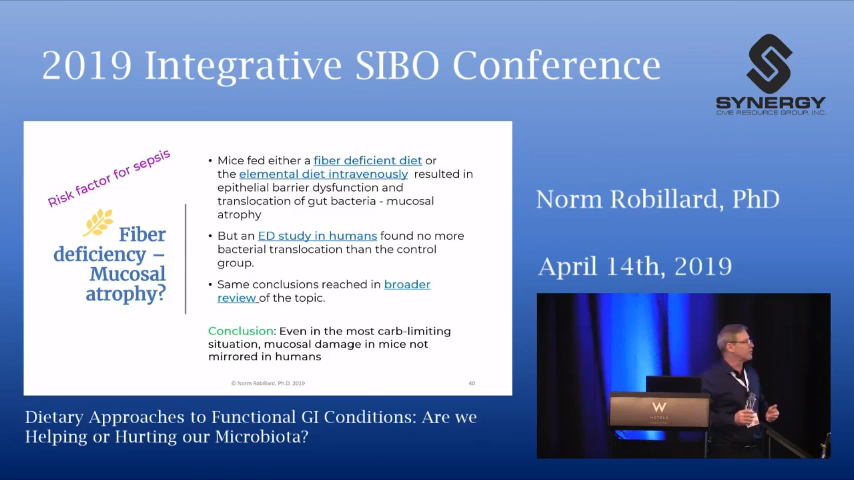 2019 Integrative SIBO Conference
SYNERGY
CME RESOURCE GROUP, INC.
Risk factor for sepsis
Fiber
deficiency –
Mucosal
atrophy?
• Mice fed either a fiber deficient diet or
the elemental diet intravenously resulted in
epithelial barrier dysfunction and
translocation of gut bacteria - mucosal
atrophy
• But an ED study in humans found no more
bacterial translocation than the control
group.
• Same conclusions reached in broader
review of the topic.
Conclusion: Even in the most carb-limiting
situation, mucosal damage in mice not
mirrored in humans
© Norm Robillard, Ph.D. 2019
40
Norm Robillard, PhD
April 14th, 2019
W
HOTELS
Dietary Approaches to Functional GI Conditions: Are we
Helping or Hurting our Microbiota?